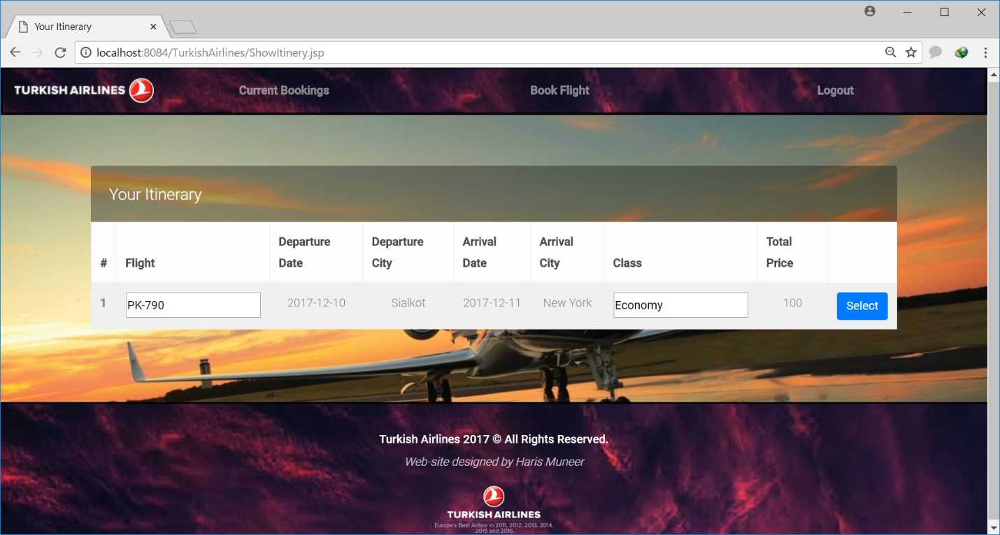 Your Itinerary
localhost:8084/TurkishAirlines/ShowItinery.jsp
TURKISH AIRLINES Current Bookings Book Flight Logout
Your Itinerary
# Flight Departure Date Departure City Arrival Date Arrival City Class Total Price
1 PK-790 2017-12-10 Sialkot 2017-12-11 New York Economy 100 Select
Turkish Airlines 2017 © All Rights Reserved.
Web-site designed by Haris Muneer
TURKISH AIRLINES
Europe's Best Airline in 2011, 2012, 2013, 2014,
2015 and 2016.